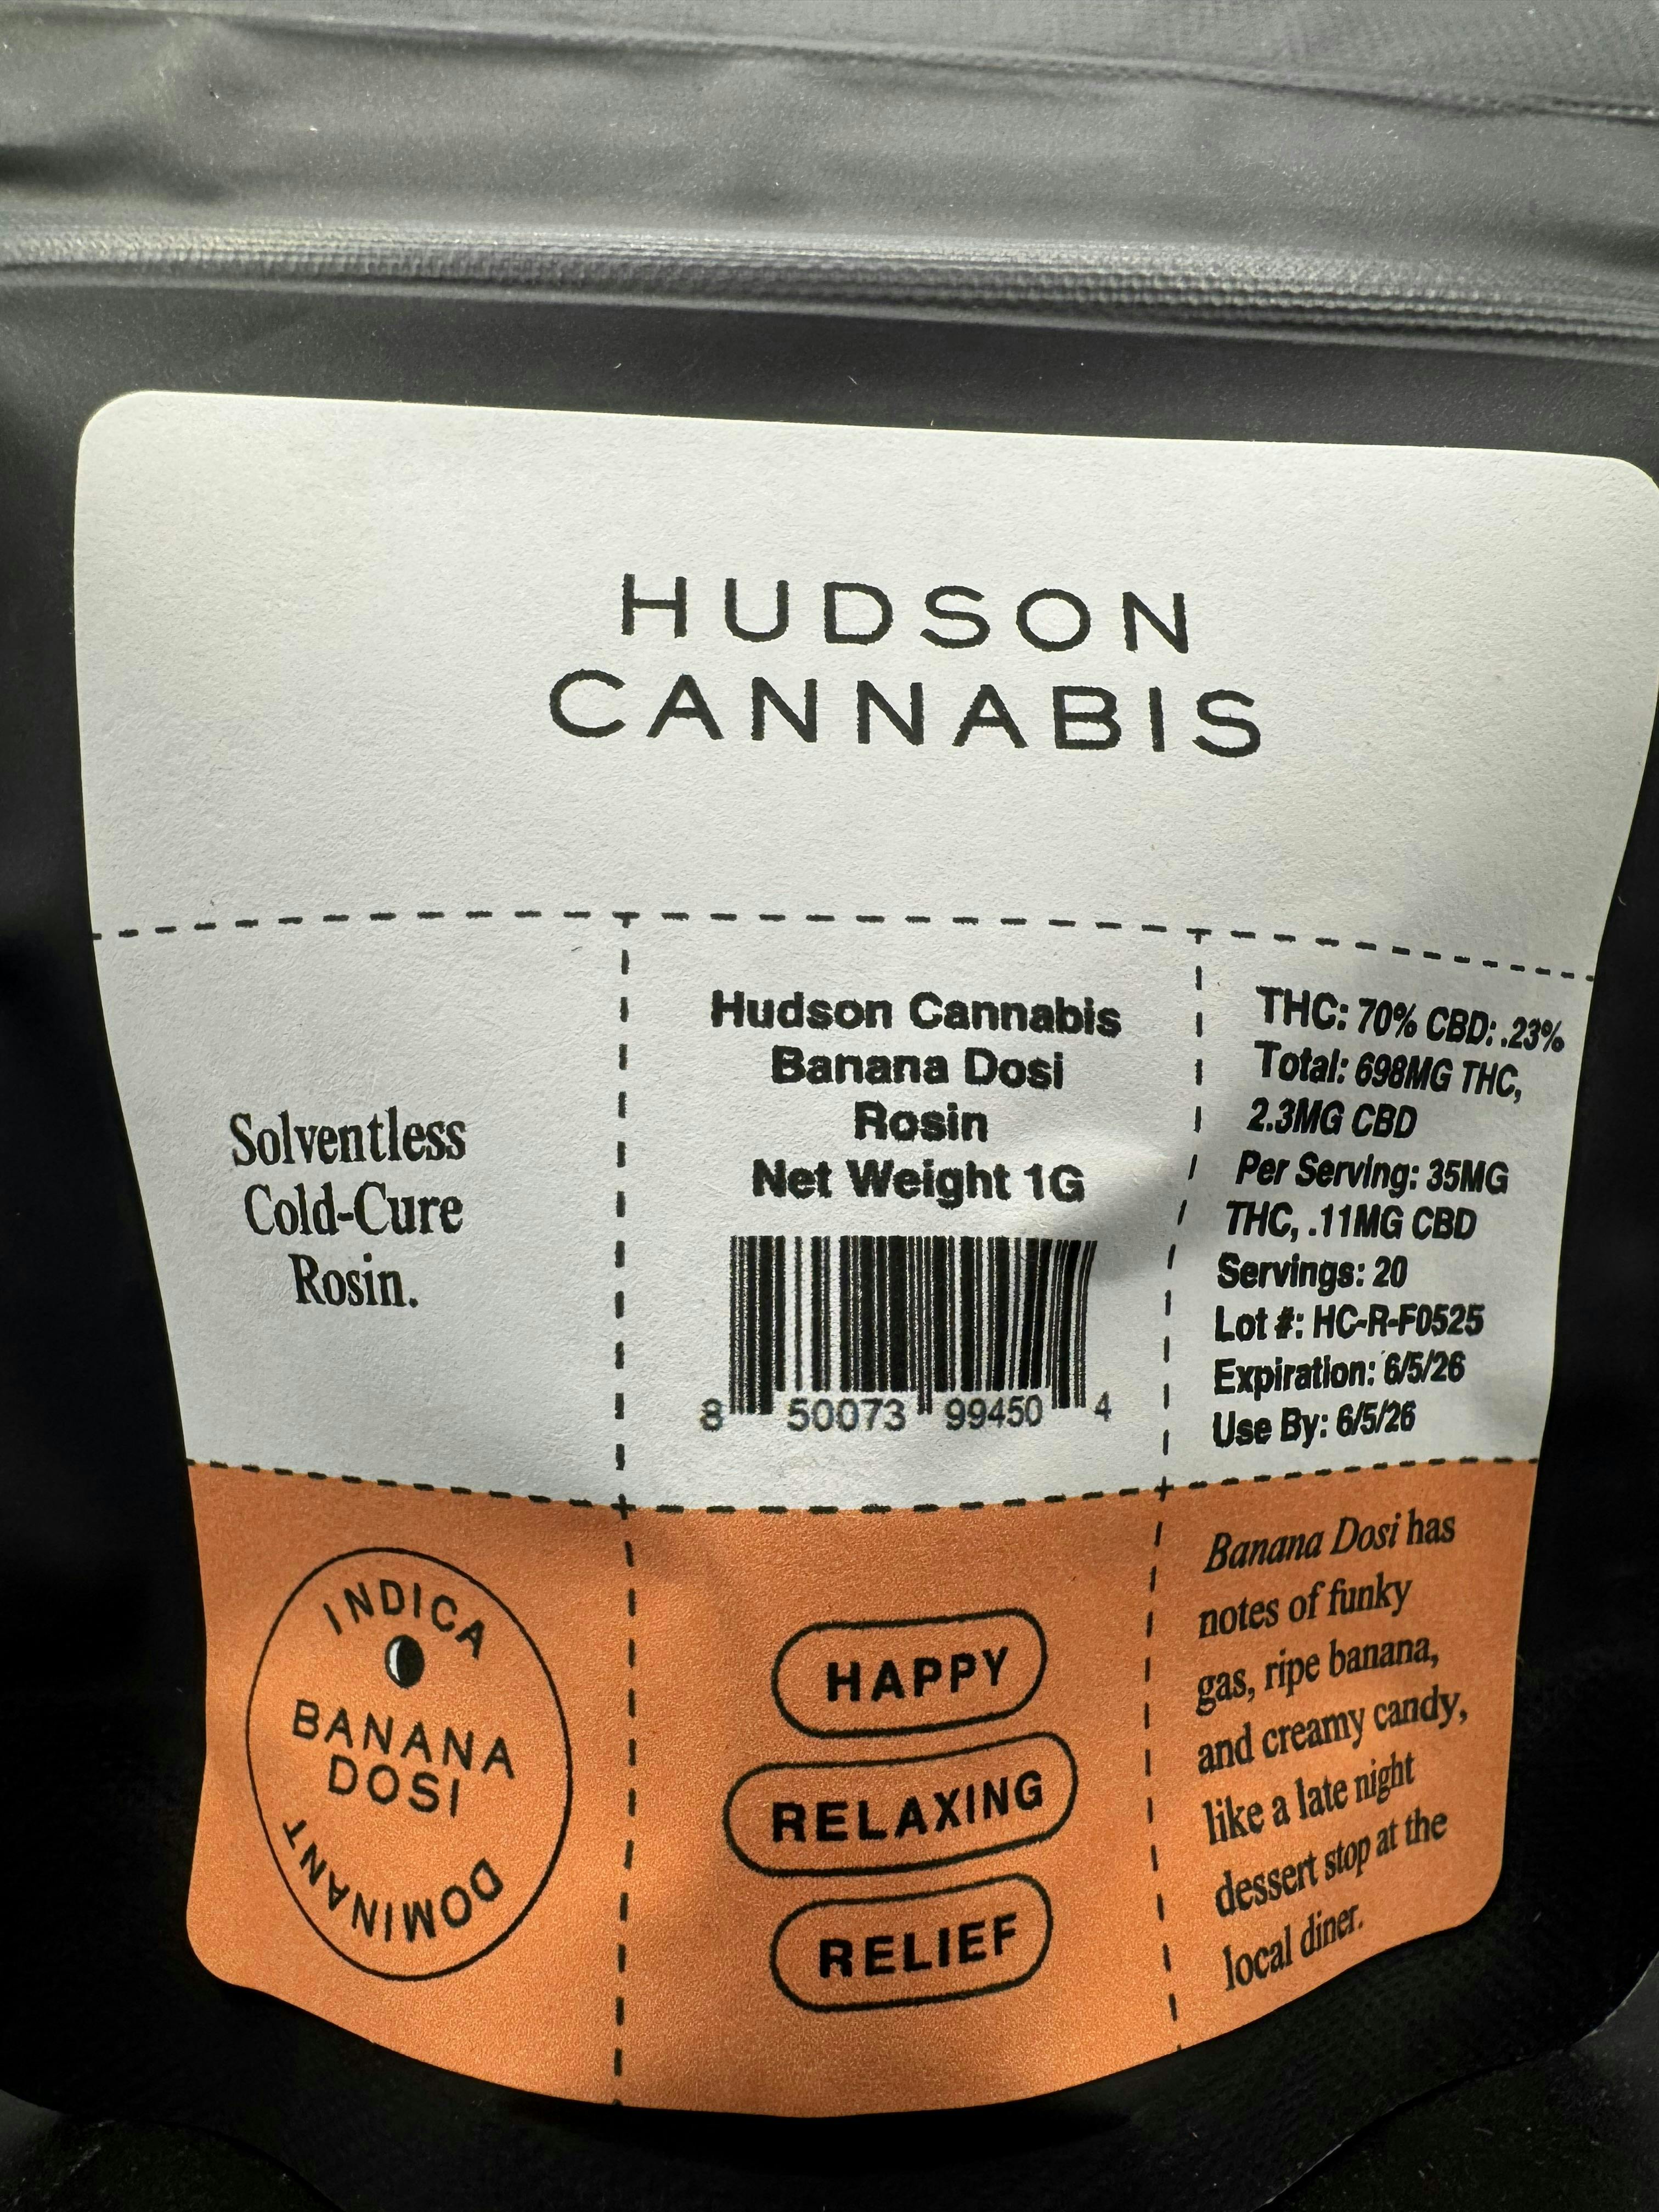 HUDSON
CANNABIS
Solventless
Cold-Cure
Rosin.
Hudson Cannabis
Banana Dosi
Rosin
Net Weight 1G
8 50073 99450 4
THC: 70% CBD: .23%
Total: 698MG THC,
2.3MG CBD
Per Serving: 35MG
THC, .11MG CBD
Servings: 20
Lot #: HC-R-F0525
Expiration: 6/5/26
Use By: 6/5/26
INDICA
BANANA
DOSI
DOMINANT
HAPPY
RELAXING
RELIEF
Banana Dosi has
notes of funky
gas, ripe banana,
and creamy candy,
like a late night
dessert stop at the
local diner.